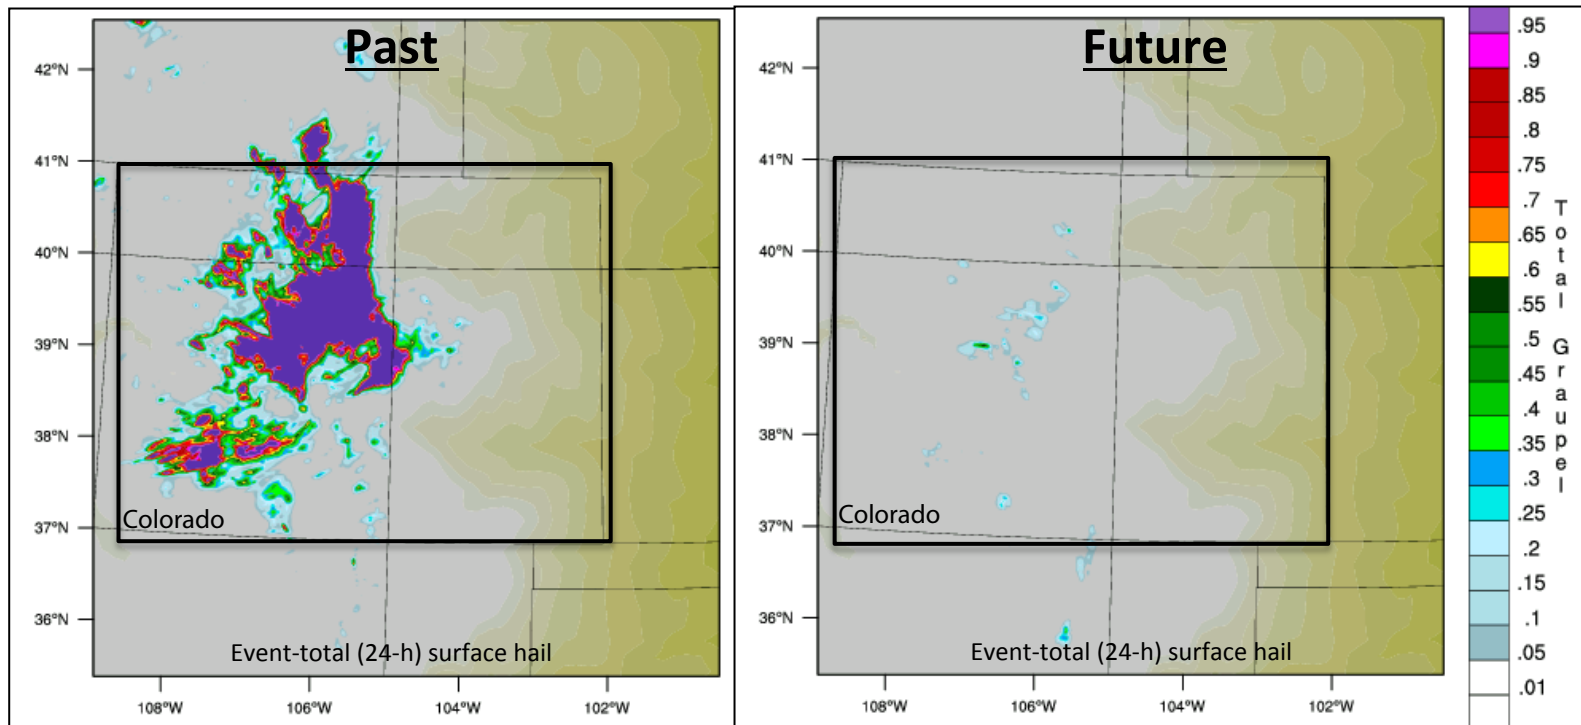 Past
42°N
41°N
40°N
39°N
38°N
37°N
36°N
Colorado
Event-total (24-h) surface hail
108°W
106°W
104°W
102°W
Future
42°N
41°N
40°N
39°N
38°N
37°N
36°N
Colorado
Event-total (24-h) surface hail
108°W
106°W
104°W
102°W
.95
.9
.85
.8
.75
.7
.65
.6
.55
.5
.45
.4
.35
.3
.25
.2
.15
.1
.05
.01
Total Graupel